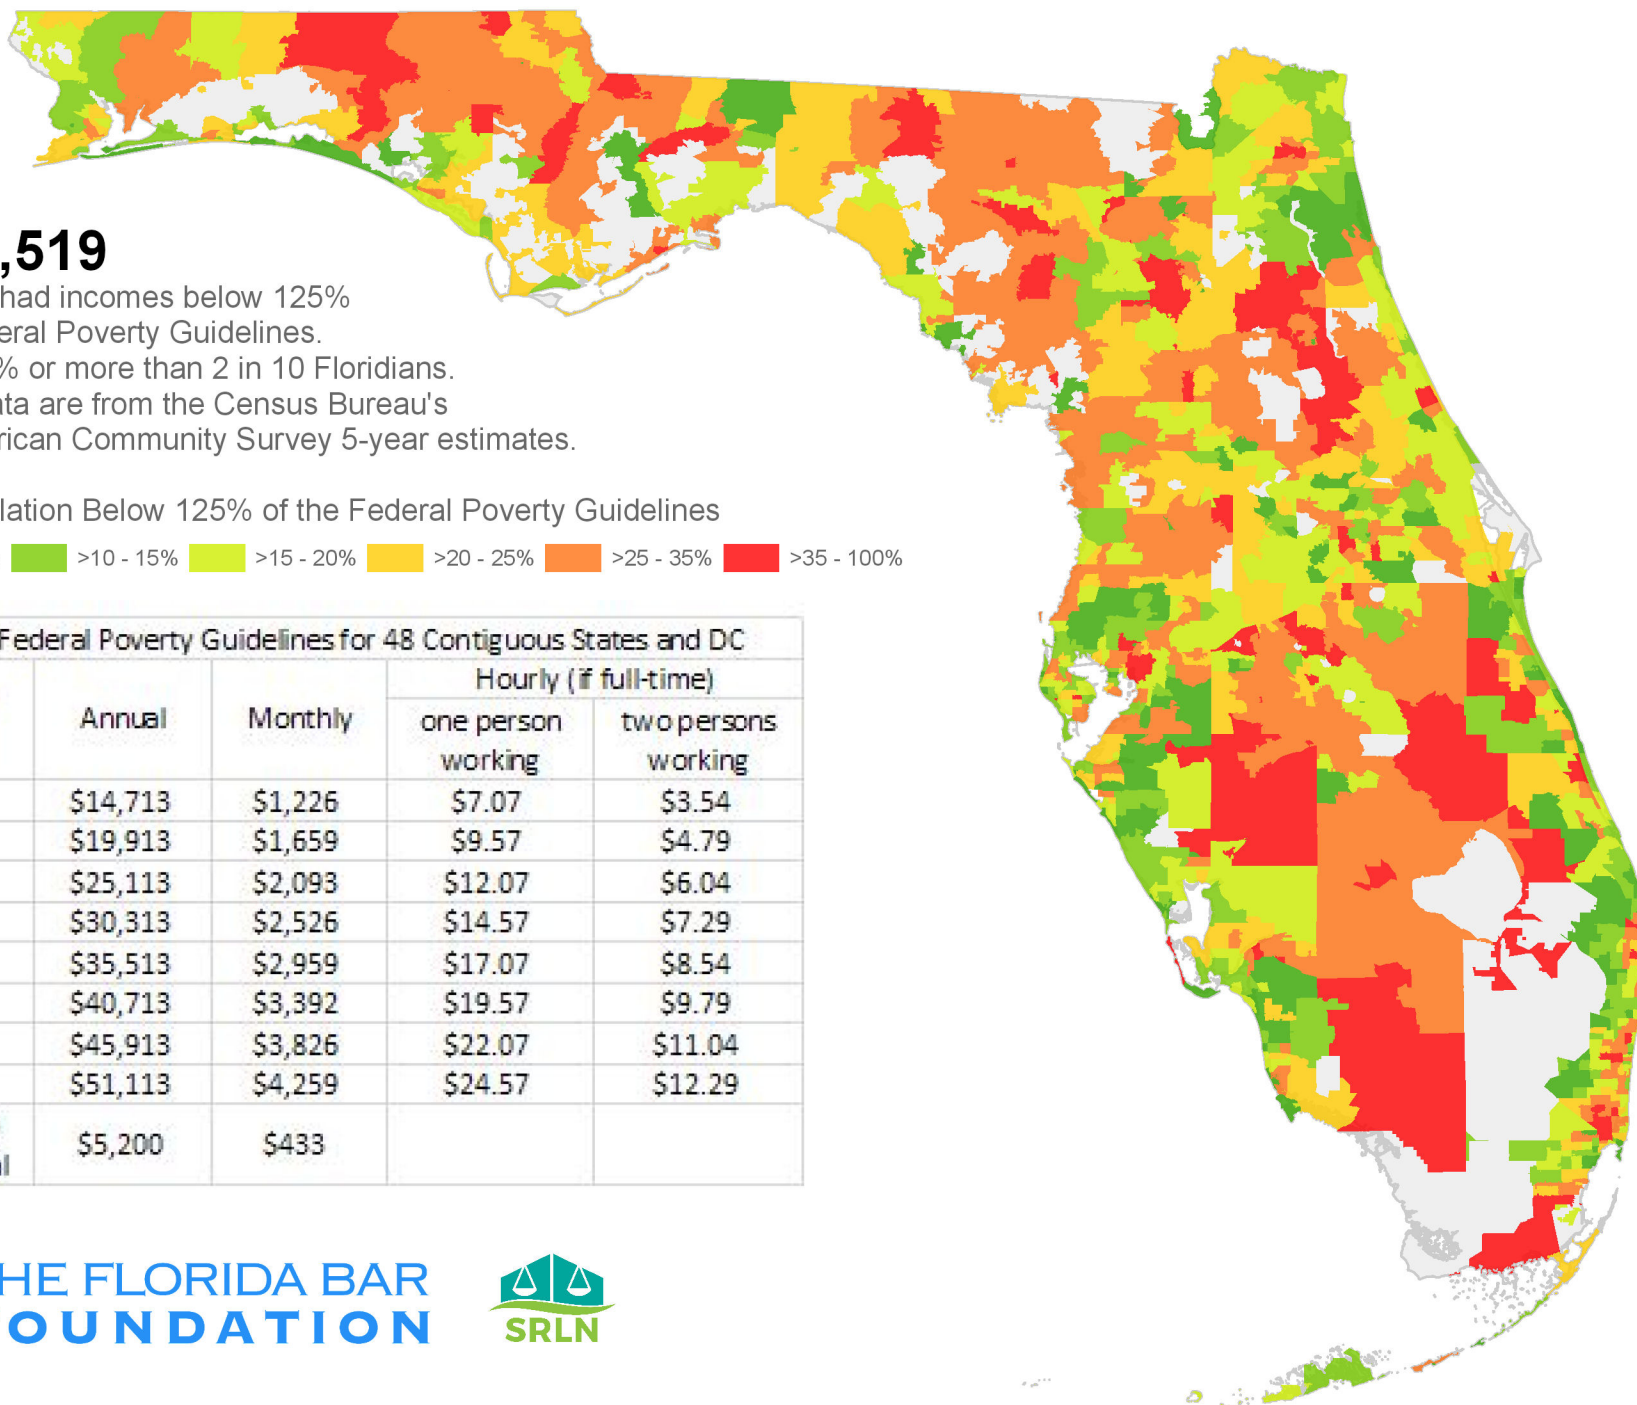 ,519
had incomes below 125%
eral Poverty Guidelines.
% or more than 2 in 10 Floridians.
ata are from the Census Bureau's
rican Community Survey 5-year estimates.
lation Below 125% of the Federal Poverty Guidelines
>10 - 15% >15 - 20% >20 - 25% >25 - 35% >35 - 100%
Federal Poverty Guidelines for 48 Contiguous States and DC
Hourly (if full-time)
Annual Monthly one person working two persons working
$14,713 $1,226 $7.07 $3.54
$19,913 $1,659 $9.57 $4.79
$25,113 $2,093 $12.07 $6.04
$30,313 $2,526 $14.57 $7.29
$35,513 $2,959 $17.07 $8.54
$40,713 $3,392 $19.57 $9.79
$45,913 $3,826 $22.07 $11.04
$51,113 $4,259 $24.57 $12.29
$5,200 $433
al
HE FLORIDA BAR
OUNDATION
SRLN